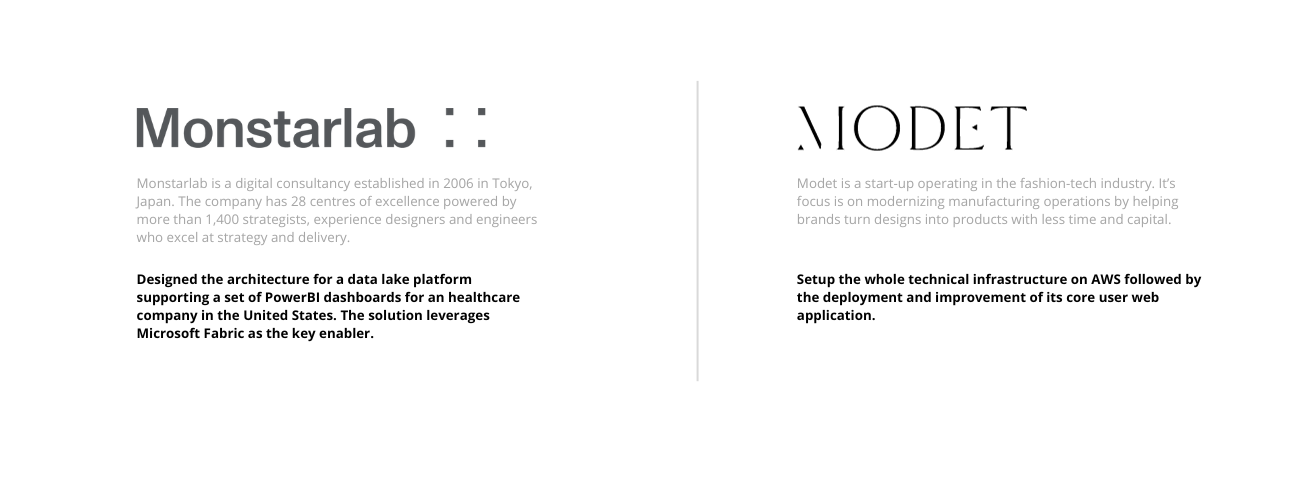 Monstarlab
Monstarlab is a digital consultancy established in 2006 in Tokyo,
Japan. The company has 28 centres of excellence powered by
more than 1,400 strategists, experience designers and engineers
who excel at strategy and delivery.
Designed the architecture for a data lake platform
supporting a set of PowerBI dashboards for an healthcare
company in the United States. The solution leverages
Microsoft Fabric as the key enabler.
MODET
Modet is a start-up operating in the fashion-tech industry. It’s
focus is on modernizing manufacturing operations by helping
brands turn designs into products with less time and capital.
Setup the whole technical infrastructure on AWS followed by
the deployment and improvement of its core user web
application.